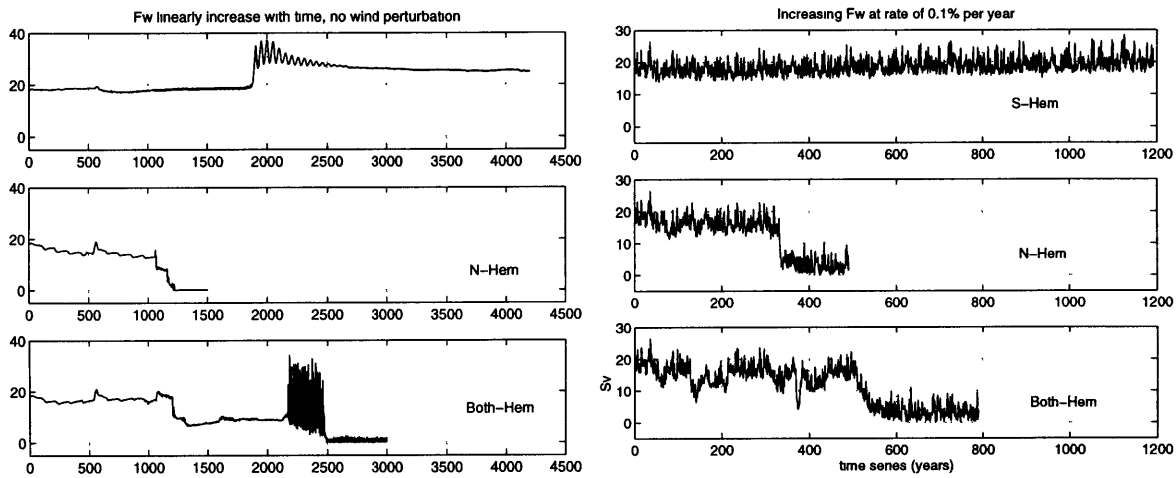 Fw linearly increase with time, no wind perturbation
40
20
0
0 500 1000 1500 2000 2500 3000 3500 4000 4500
40
20
0
N-Hem
0 500 1000 1500 2000 2500 3000 3500 4000 4500
40
20
0
Both-Hem
0 500 1000 1500 2000 2500 3000 3500 4000 4500
Increasing Fw at rate of 0.1% per year
30
20
10
0
S-Hem
0 200 400 600 800 1000 1200
30
20
10
0
N-Hem
0 200 400 600 800 1000 1200
30
20
10
0
Sv
Both-Hem
0 200 400 600 800 1000 1200
time series (years)